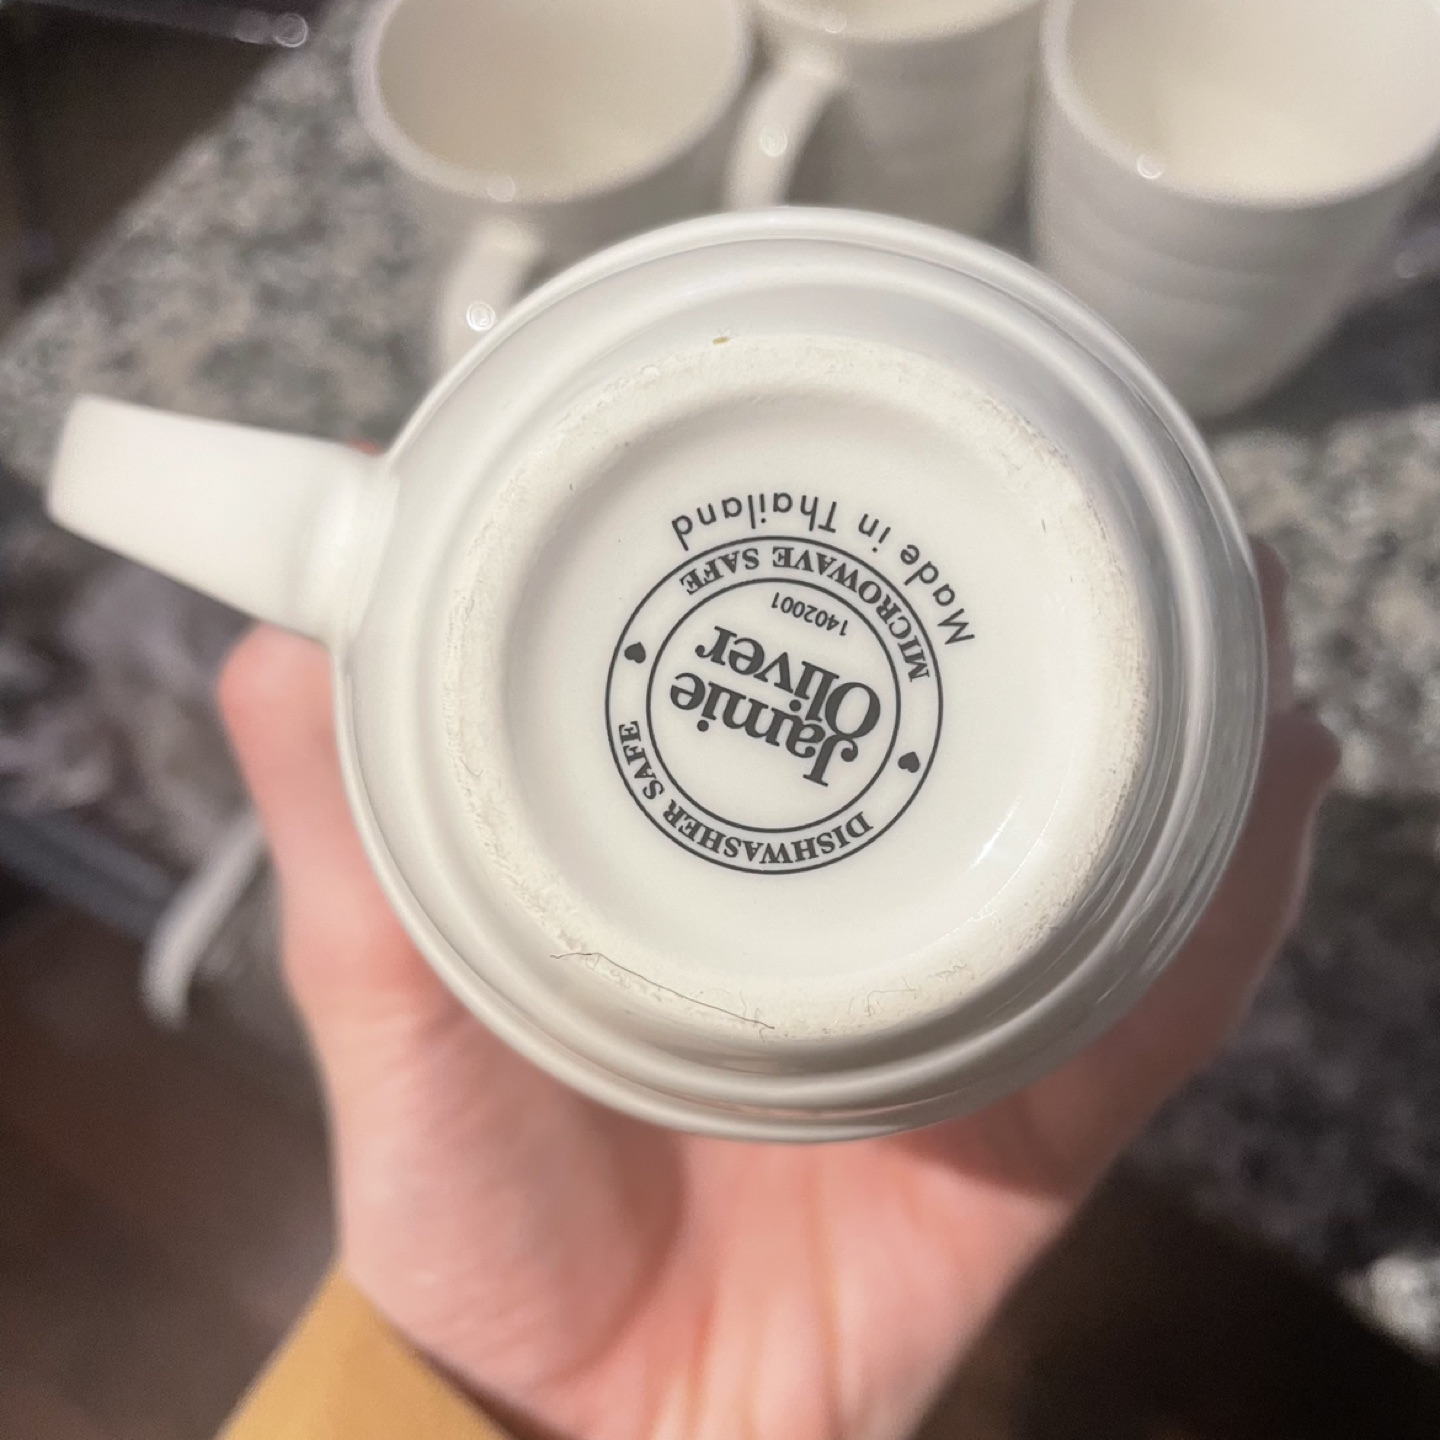 DISHWASHER SAFE
Jamie
Oliver
1402001
MICROWAVE SAFE
Made in Thailand